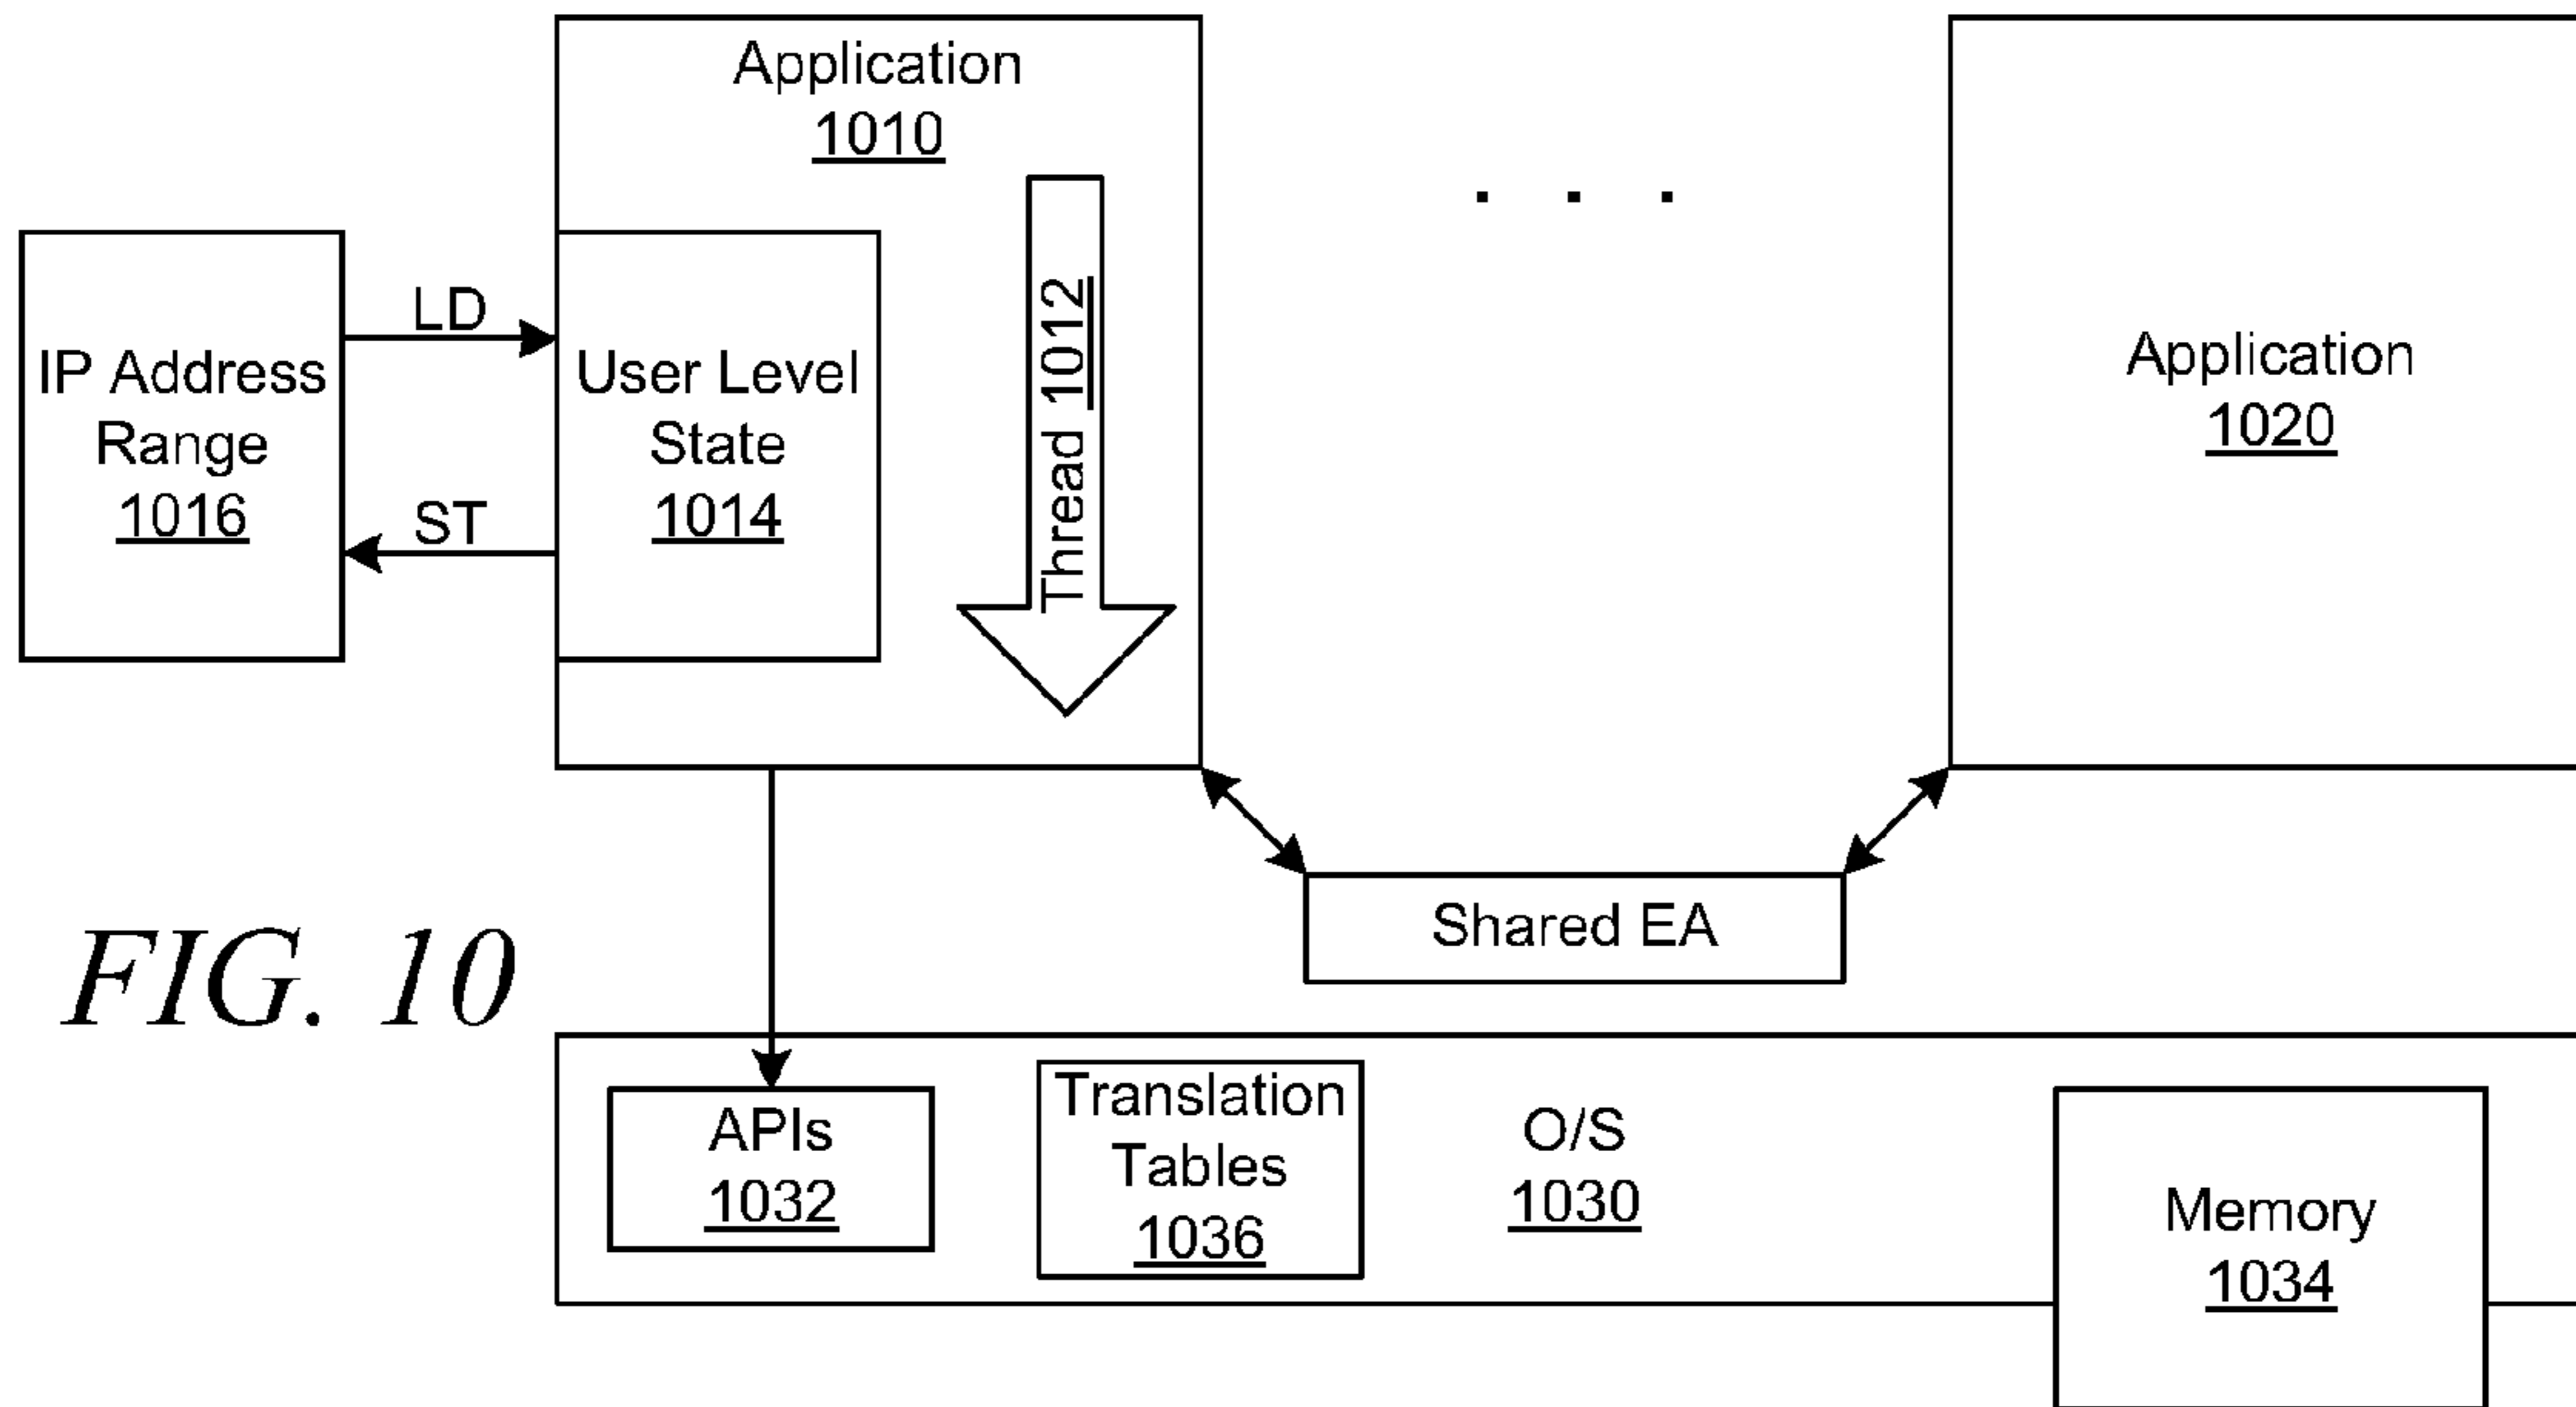 Application
1010
IP Address
Range
1016
LD
ST
User Level
State
1014
Thread 1012
. . .
Application
1020
Shared EA
FIG. 10
APIs
1032
Translation
Tables
1036
O/S
1030
Memory
1034